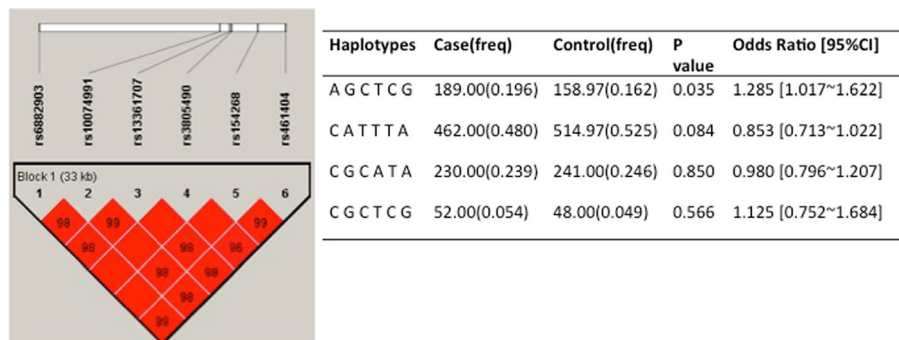 rs6882903
rs10074991
rs13361707
rs3805490
rs154268
rs461404
Block 1 (33 kb)
1 2 3 4 5 6
98 99 99
98 98 96
98 98
98
99
Haplotypes Case(freq) Control(freq) P value Odds Ratio [95%CI]
A G C T C G 189.00(0.196) 158.97(0.162) 0.035 1.285 [1.017~1.622]
C A T T T A 462.00(0.480) 514.97(0.525) 0.084 0.853 [0.713~1.022]
C G C A T A 230.00(0.239) 241.00(0.246) 0.850 0.980 [0.796~1.207]
C G C T C G 52.00(0.054) 48.00(0.049) 0.566 1.125 [0.752~1.684]